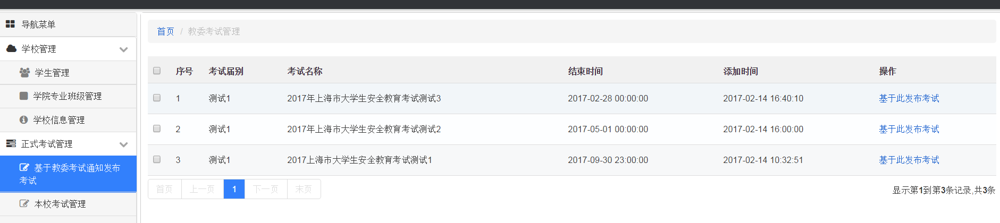 导航菜单
学校管理
学生管理
学院专业班级管理
学校信息管理
正式考试管理
基于教委考试通知发布
考试
本校考试管理
首页 / 教委考试管理
序号 考试届别 考试名称 结束时间 添加时间 操作
1 测试1 2017年上海市大学生安全教育考试测试3 2017-02-28 00:00:00 2017-02-14 16:40:10 基于此发布考试
2 测试1 2017年上海市大学生安全教育考试测试2 2017-05-01 00:00:00 2017-02-14 16:00:00 基于此发布考试
3 测试1 2017上海市大学生安全教育考试测试1 2017-09-30 23:00:00 2017-02-14 10:32:51 基于此发布考试
首页 上一页 1 下一页 末页
显示第1到第3条记录,共3条